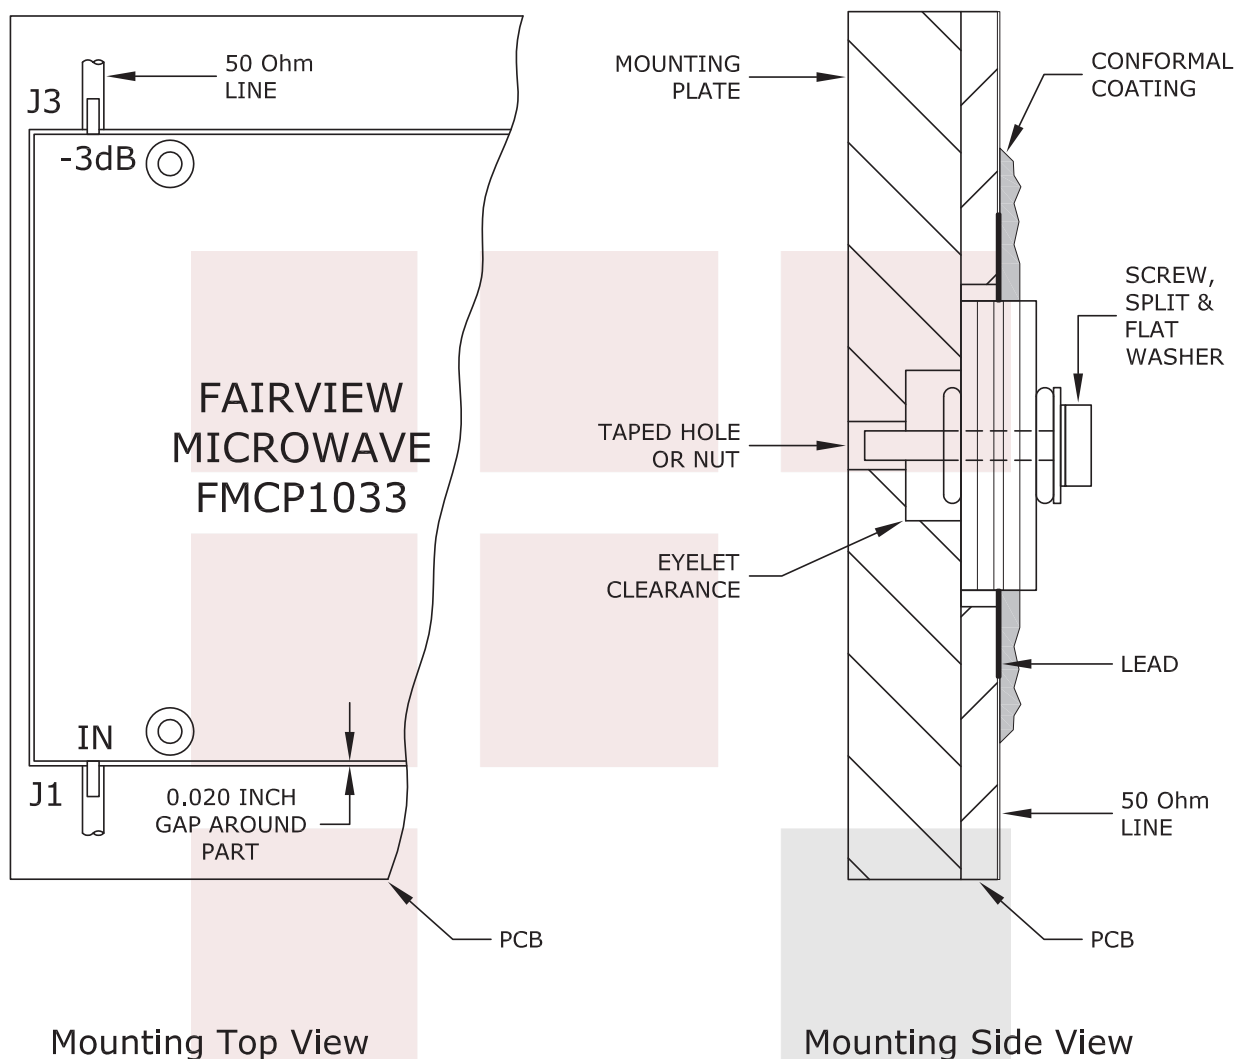 50 Ohm
LINE
J3
-3dB
FAIRVIEW
MICROWAVE
FMCP1033
IN
J1
0.020 INCH
GAP AROUND
PART
PCB
Mounting Top View
MOUNTING
PLATE
CONFORMAL
COATING
SCREW,
SPLIT &
FLAT
WASHER
TAPED HOLE
OR NUT
EYELET
CLEARANCE
LEAD
50 Ohm
LINE
PCB
Mounting Side View